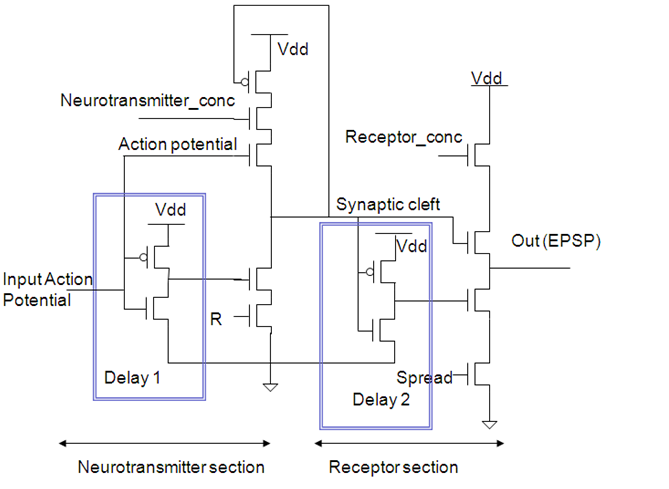 Vdd
Vdd
Neurotransmitter_conc
Receptor_conc
Action potential
Synaptic cleft
Vdd
Vdd
Out (EPSP)
Input Action
Potential
R
Delay 1
Spread
Delay 2
Neurotransmitter section
Receptor section